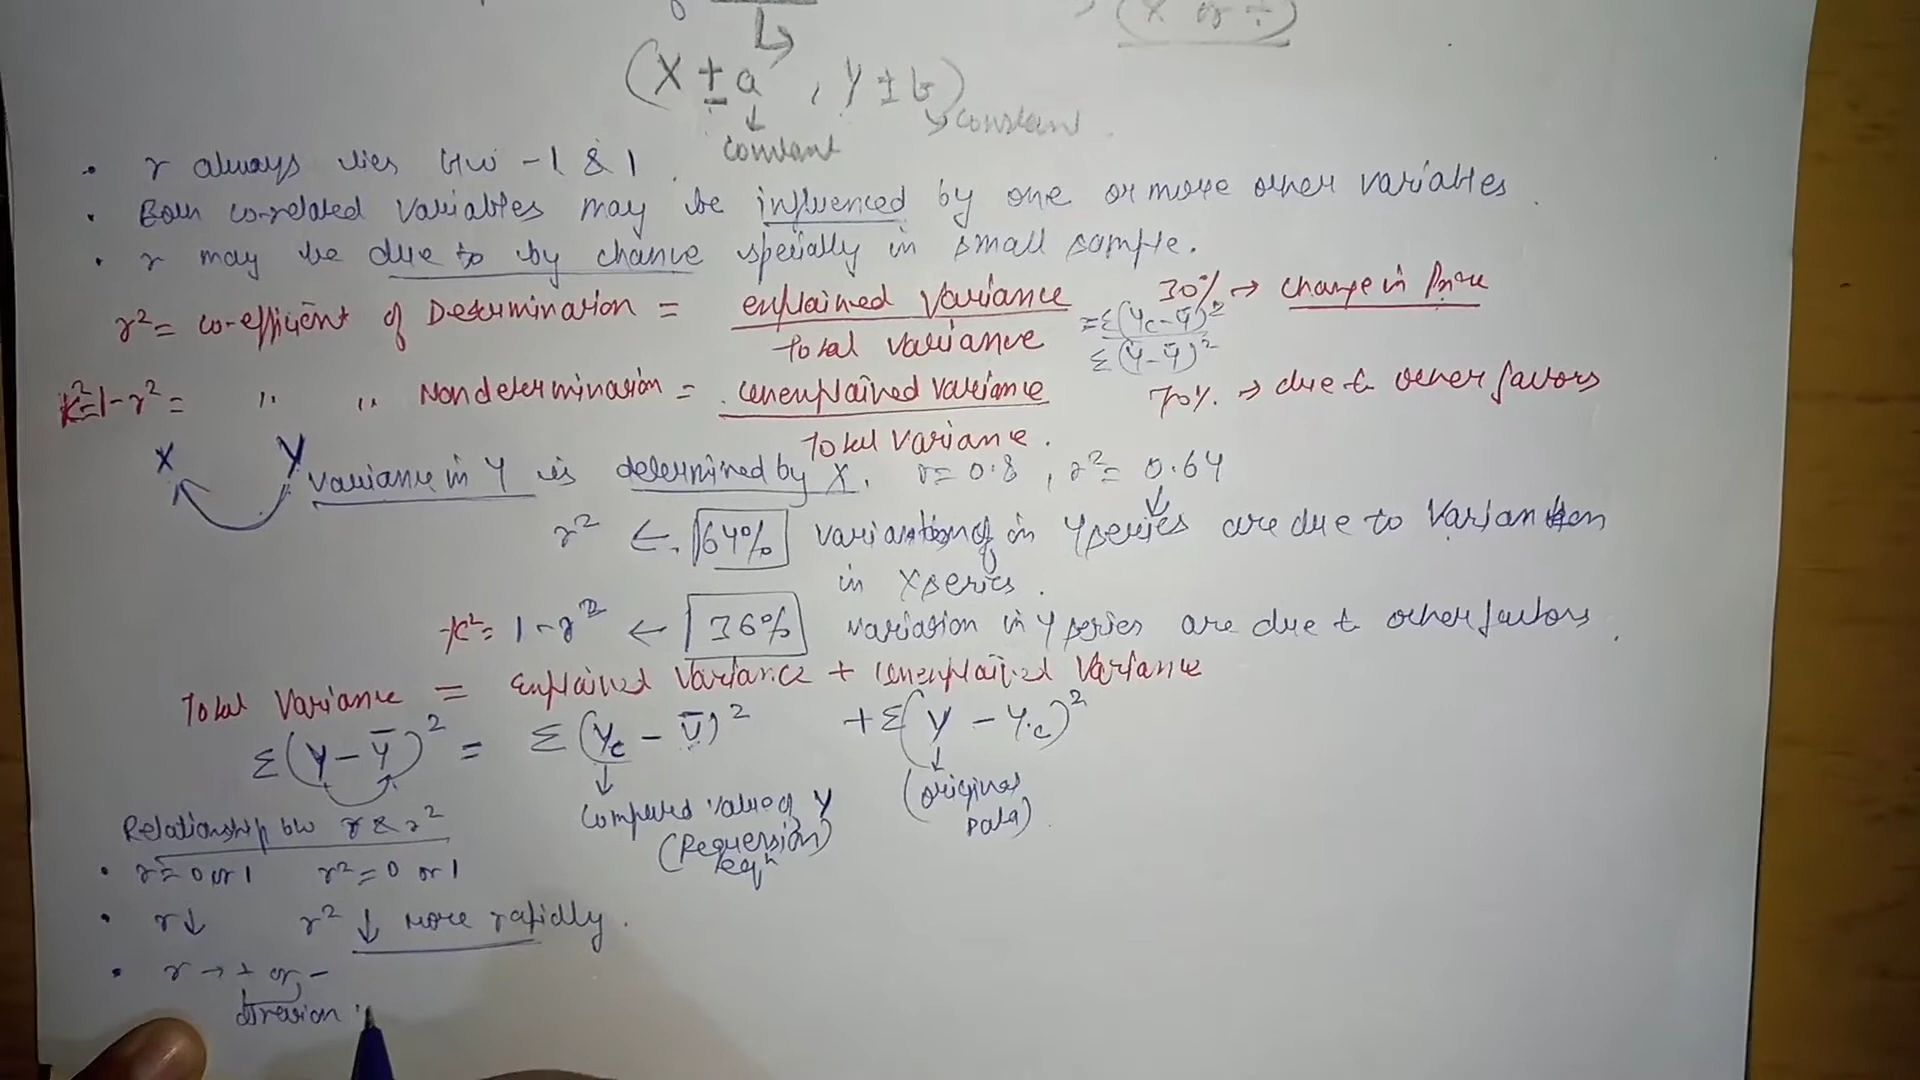 (X or ÷)
(X ± a , Y ± b)
constant constant
• r always lies b/w -1 & 1
• Both co-related variables may be influenced by one or more other variables.
• r may be due to by chance specially in small sample.
r² = co-efficient of Determination = explained variance / Total variance = Σ(Yc - Ȳ)² / Σ(Y - Ȳ)² 30% → change in Price
k² = 1-r² = ,, ,, Nondetermination = unexplained variance / Total variance. 70% → due to other factors
X Y
variance in Y is determined by X. r = 0.8 , r² = 0.64
r² ← 64% variation in Y series are due to variation
in X series.
k² = 1-r² ← 36% variation in Y series are due to other factors.
Total Variance = Explained Variance + Unexplained Variance
Σ(Y - Ȳ)² = Σ(Yc - Ȳ)² + Σ(Y - Yc)²
Computed value of Y (original
(Regression Data)
eqⁿ)
Relationship b/w r & r²
• r = 0 or 1 r² = 0 or 1
• r↓ r² ↓ More rapidly.
• r → + or -
direction